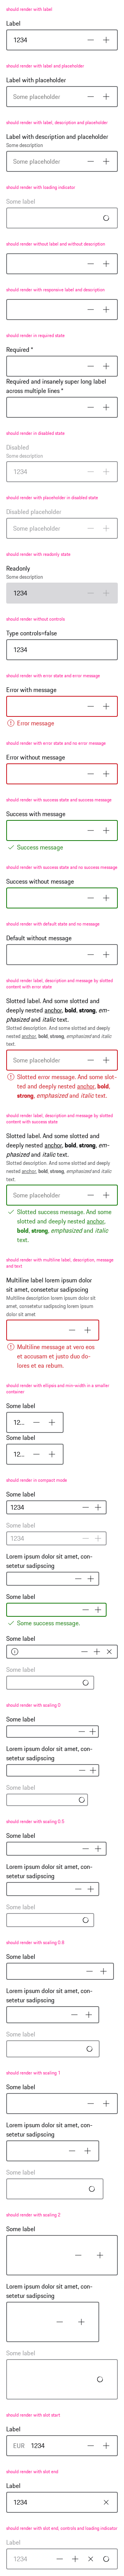 should render with label
Label
1234
should render with label and placeholder
Label with placeholder
Some placeholder
should render with label, description and placeholder
Label with description and placeholder
Some description
Some placeholder
should render with loading indicator
Some label
should render without label and without description
should render with responsive label and description
should render in required state
Required *
Required and insanely super long label
across multiple lines *
should render in disabled state
Disabled
Some description
1234
should render with placeholder in disabled state
Disabled placeholder
Some placeholder
should render with readonly state
Readonly
Some description
1234
should render without controls
Type controls=false
1234
should render with error state and error message
Error with message
Error message
should render with error state and no error message
Error without message
should render with success state and success message
Success with message
Success message
should render with success state and no success message
Success without message
should render with default state and no message
Default without message
should render label, description and message by slotted
content with error state
Slotted label. And some slotted and
deeply nested anchor, bold, strong, em-
phasized and italic text.
Slotted description. And some slotted and deeply
nested anchor, bold, strong, emphasized and italic
text.
Some placeholder
Slotted error message. And some slot-
ted and deeply nested anchor, bold,
strong, emphasized and italic text.
should render label, description and message by slotted
content with success state
Slotted label. And some slotted and
deeply nested anchor, bold, strong, em-
phasized and italic text.
Slotted description. And some slotted and deeply
nested anchor, bold, strong, emphasized and italic
text.
Some placeholder
Slotted success message. And some
slotted and deeply nested anchor,
bold, strong, emphasized and italic
text.
should render with multiline label, description, message
and text
Multiline label lorem ipsum dolor
sit amet, consetetur sadipscing
Multiline description lorem ipsum dolor sit
amet, consetetur sadipscing lorem ipsum
dolor sit amet
Multiline message at vero eos
et accusam et justo duo do-
lores et ea rebum.
should render with ellipsis and min-width in a smaller
container
Some label
12...
Some label
12...
should render in compact mode
Some label
1234
Some label
1234
Lorem ipsum dolor sit amet, con-
setetur sadipscing
Some label
Some success message.
Some label
Some label
should render with scaling 0
Some label
Lorem ipsum dolor sit amet, con-
setetur sadipscing
Some label
should render with scaling 0.5
Some label
Lorem ipsum dolor sit amet, con-
setetur sadipscing
Some label
should render with scaling 0.8
Some label
Lorem ipsum dolor sit amet, con-
setetur sadipscing
Some label
should render with scaling 1
Some label
Lorem ipsum dolor sit amet, con-
setetur sadipscing
Some label
should render with scaling 2
Some label
Lorem ipsum dolor sit amet, con-
setetur sadipscing
Some label
should render with slot start
Label
EUR 1234
should render with slot end
Label
1234
should render with slot end, controls and loading indicator
Label
1234